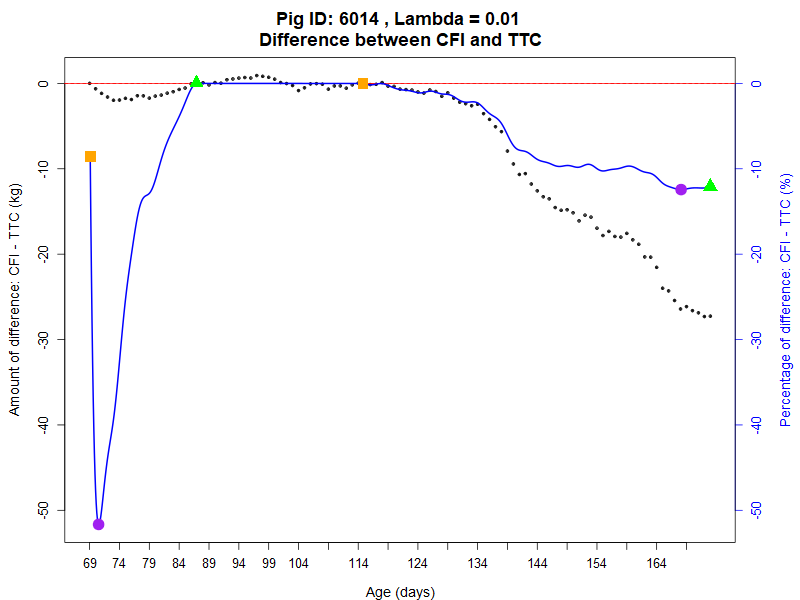 Pig ID: 6014 , Lambda = 0.01
Difference between CFI and TTC
Amount of difference: CFI - TTC (kg)
0
-10
-20
-30
-40
-50
0
-10
-20
-30
-40
-50
Percentage of difference: CFI - TTC (%)
69 74 79 84 89 94 99 104 114 124 134 144 154 164
Age (days)